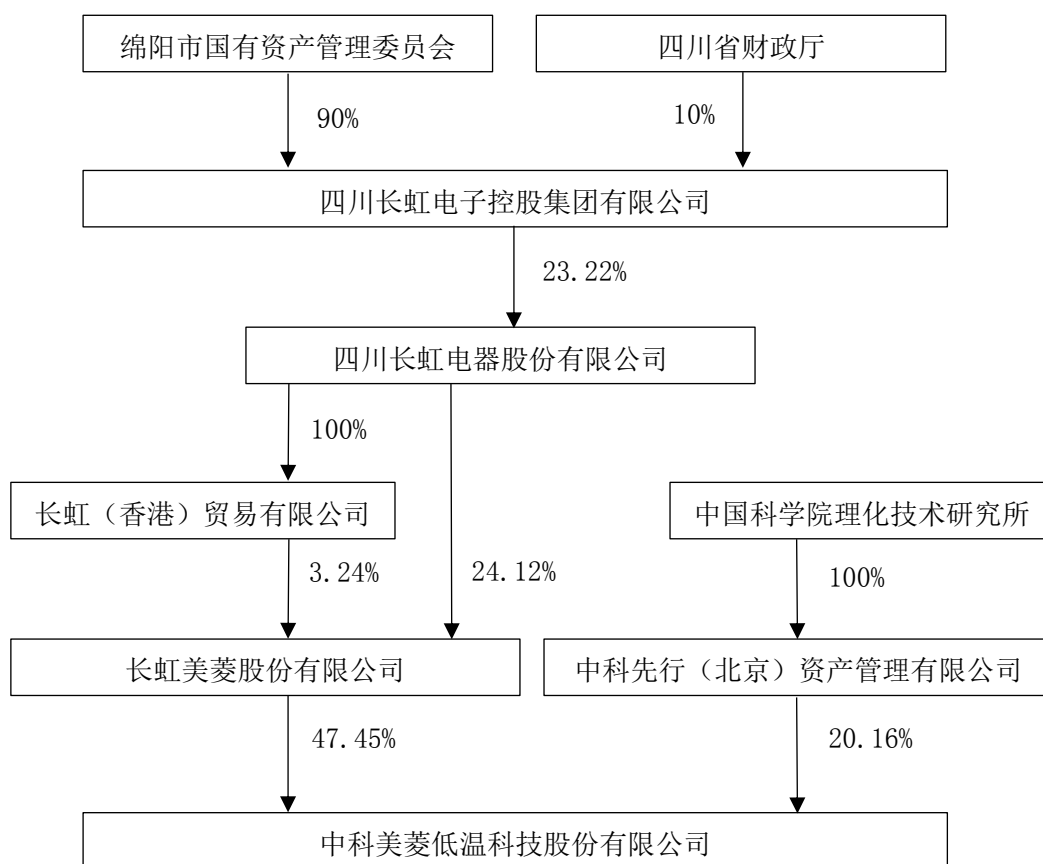 绵阳市国有资产管理委员会
四川省财政厅
90%
10%
四川长虹电子控股集团有限公司
23.22%
四川长虹电器股份有限公司
100%
长虹（香港）贸易有限公司
中国科学院理化技术研究所
3.24%
24.12%
100%
长虹美菱股份有限公司
中科先行（北京）资产管理有限公司
47.45%
20.16%
中科美菱低温科技股份有限公司